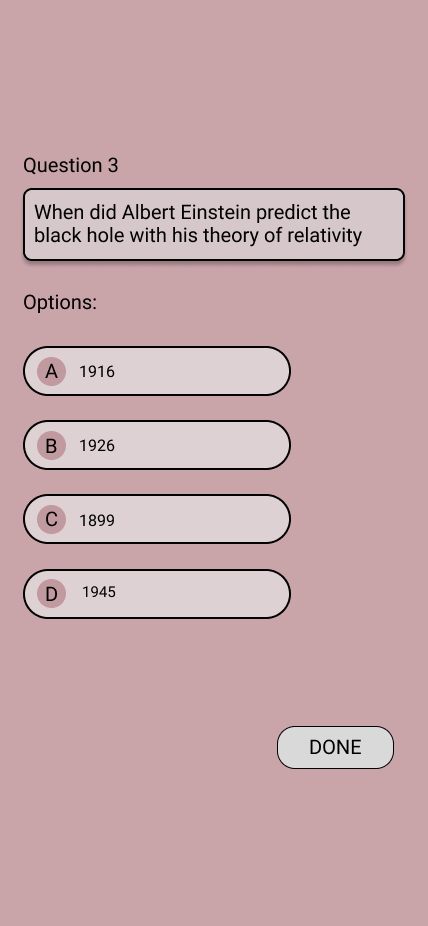 Question 3
When did Albert Einstein predict the
black hole with his theory of relativity
Options:
A 1916
B 1926
C 1899
D 1945
DONE